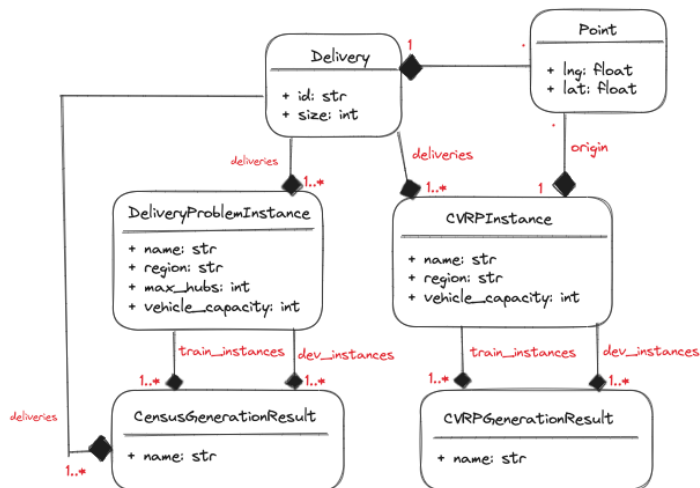 Point
+ lng: float
+ lat: float
Delivery
+ id: str
+ size: int
1
deliveries
1..*
deliveries
1..*
origin
1
DeliveryProblemInstance
+ name: str
+ region: str
+ max_hubs: int
+ vehicle_capacity: int
CVRPInstance
+ name: str
+ region: str
+ vehicle_capacity: int
train_instances
1..*
dev_instances
1..*
train_instances
1..*
dev_instances
1..*
deliveries
1..*
CensusGenerationResult
+ name: str
CVRPGenerationResult
+ name: str